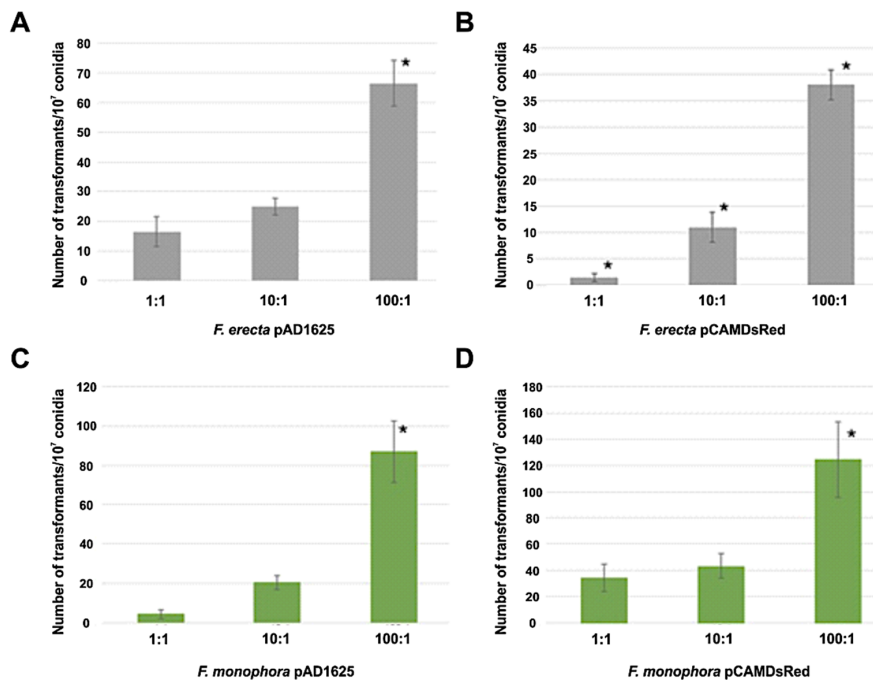 A
Number of transformants/10⁷ conidia
80
70
60
50
40
30
20
10
0
★
1:1 10:1 100:1
F. erecta pAD1625
B
Number of transformants/10⁷ conidia
45
40
35
30
25
20
15
10
5
0
★ ★ ★
1:1 10:1 100:1
F. erecta pCAMDsRed
C
Number of transformants/10⁷ conidia
120
100
80
60
40
20
0
★
1:1 10:1 100:1
F. monophora pAD1625
D
Number of transformants/10⁷ conidia
180
160
140
120
100
80
60
40
20
0
★
1:1 10:1 100:1
F. monophora pCAMDsRed